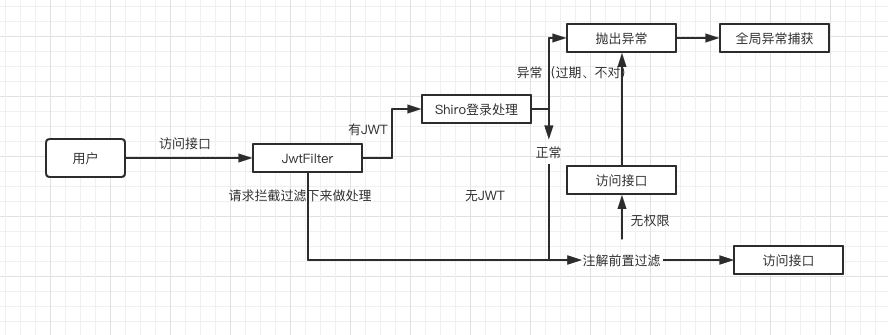 抛出异常
全局异常捕获
异常（过期、不对）
Shiro登录处理
有JWT
访问接口
用户
JwtFilter
正常
访问接口
请求拦截过滤下来做处理
无JWT
无权限
注解前置过滤
访问接口